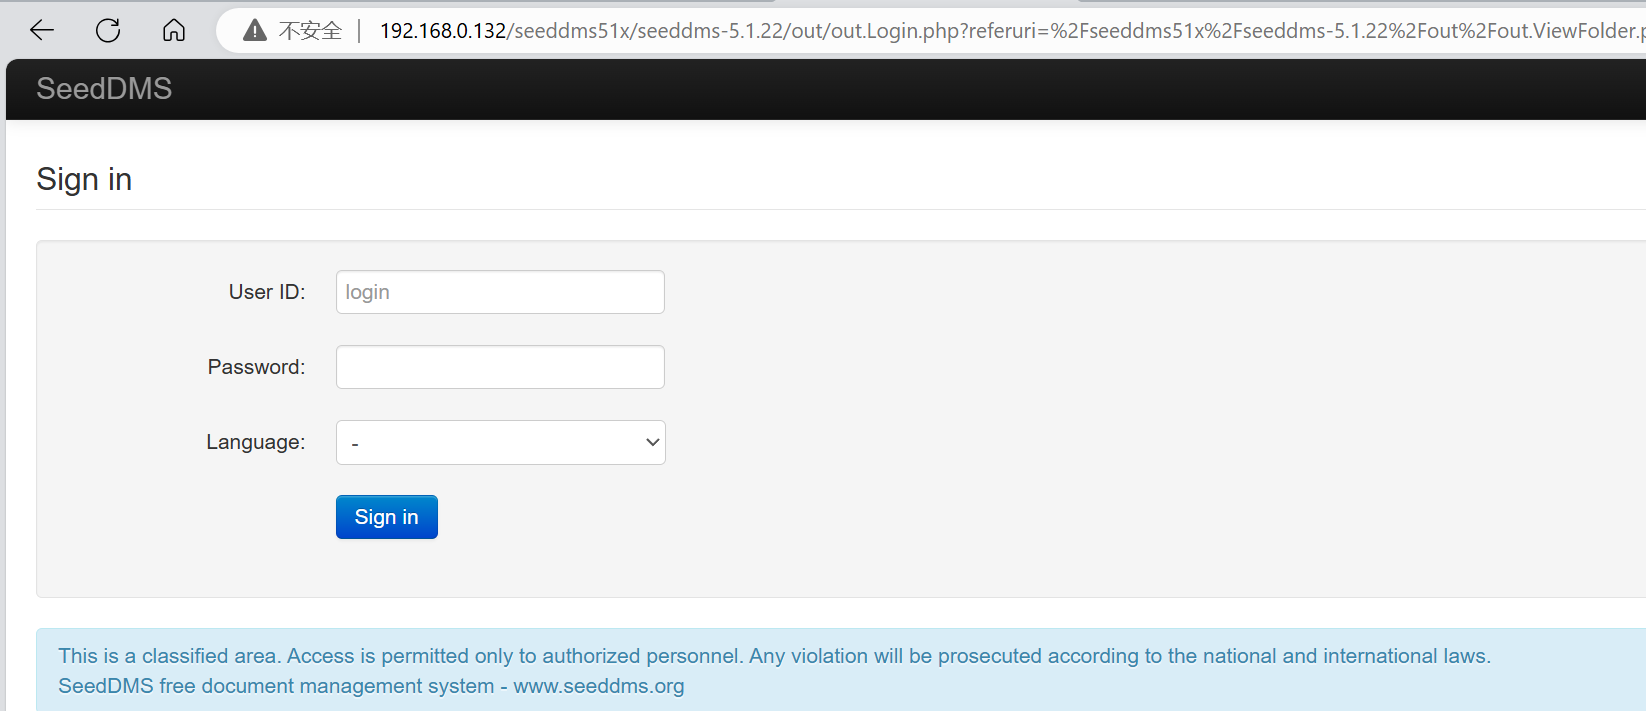 不安全 192.168.0.132/seeddms51x/seeddms-5.1.22/out/out.Login.php?referuri=%2Fseeddms51x%2Fseeddms-5.1.22%2Fout%2Fout.ViewFolder.p
SeedDMS
Sign in
User ID: login
Password:
Language: -
Sign in
This is a classified area. Access is permitted only to authorized personnel. Any violation will be prosecuted according to the national and international laws.
SeedDMS free document management system - www.seeddms.org